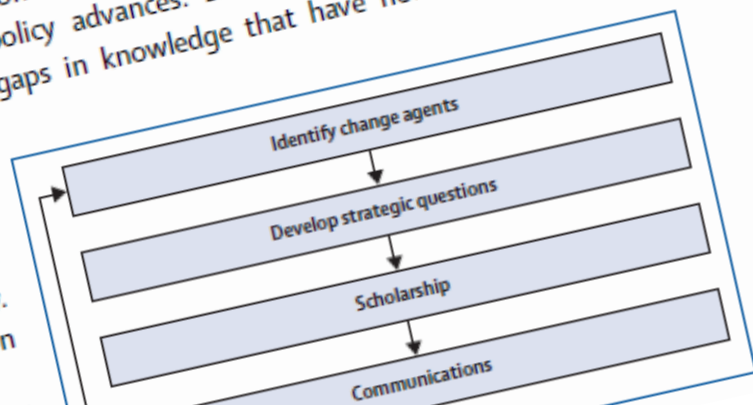 policy advances.
gaps in knowledge that have
Identify change agents
Develop strategic questions
Scholarship
Communications
n